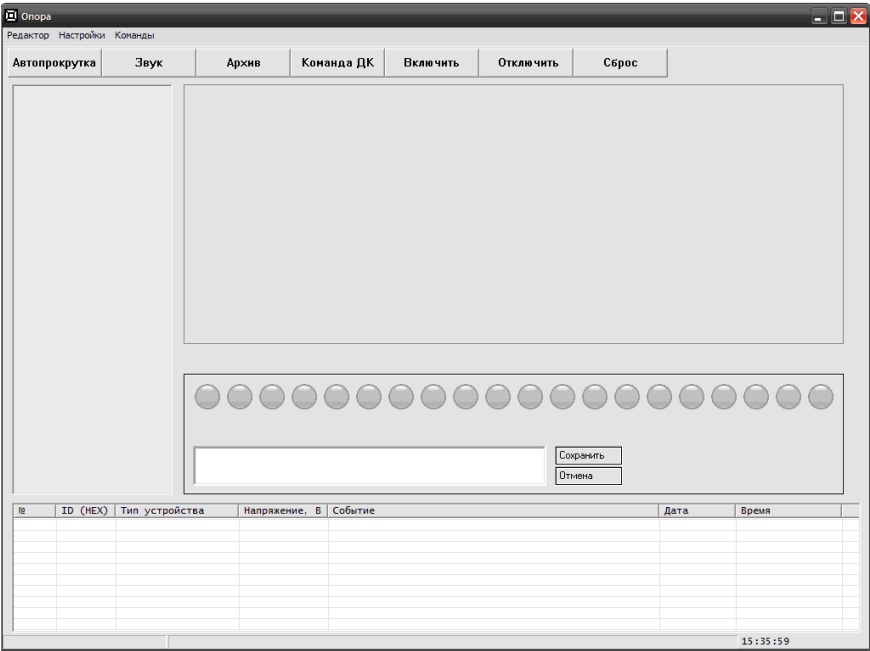 Опора
Редактор Настройки Команды
Автопрокрутка Звук Архив Команда ДК Включить Отключить Сброс
Сохранить
Отмена
№ ID (HEX) Тип устройства Напряжение, В Событие Дата Время
15:35:59